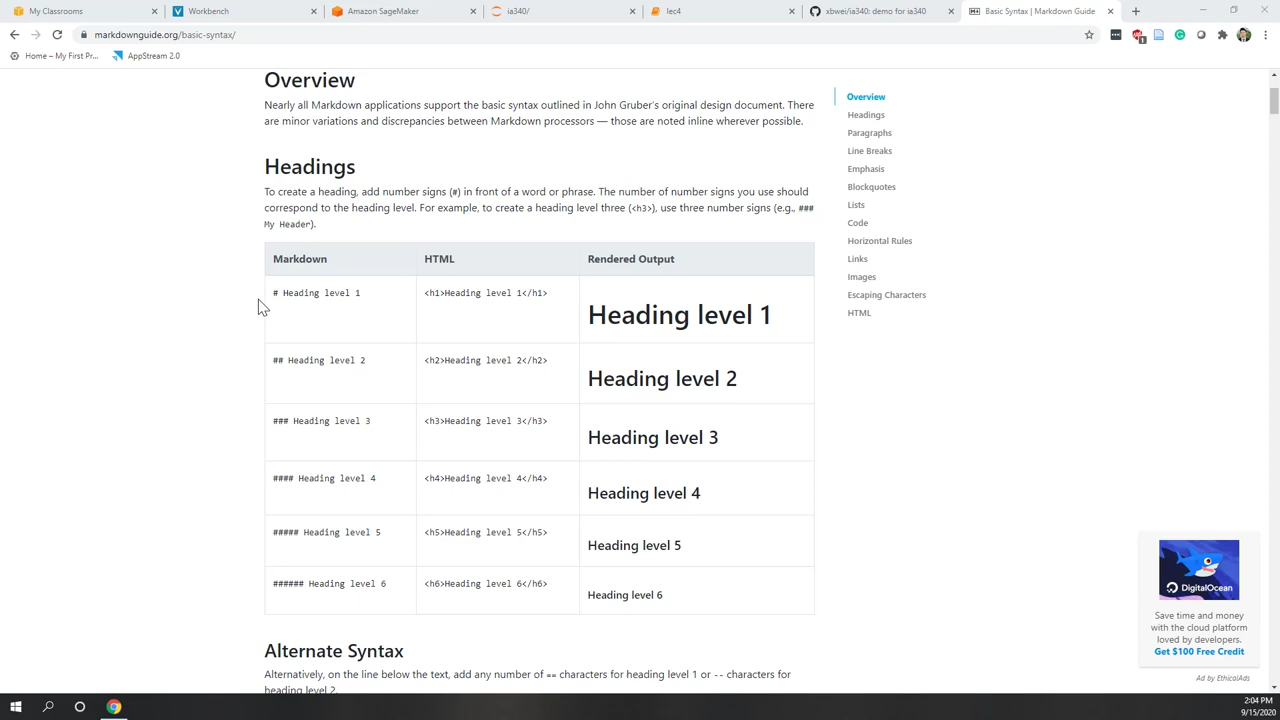 My Classrooms
Workbench
Amazon SageMaker
ia340/
lec4
xbwei/ia340: demo for ia340
Basic Syntax | Markdown Guide
markdownguide.org/basic-syntax/
Home – My First Pr...
AppStream 2.0
Overview
Nearly all Markdown applications support the basic syntax outlined in John Gruber's original design document. There
are minor variations and discrepancies between Markdown processors — those are noted inline wherever possible.
Headings
To create a heading, add number signs (#) in front of a word or phrase. The number of number signs you use should
correspond to the heading level. For example, to create a heading level three (<h3>), use three number signs (e.g., ###
My Header).
Markdown HTML Rendered Output
# Heading level 1 <h1>Heading level 1</h1> Heading level 1
## Heading level 2 <h2>Heading level 2</h2> Heading level 2
### Heading level 3 <h3>Heading level 3</h3> Heading level 3
#### Heading level 4 <h4>Heading level 4</h4> Heading level 4
##### Heading level 5 <h5>Heading level 5</h5> Heading level 5
###### Heading level 6 <h6>Heading level 6</h6> Heading level 6
Alternate Syntax
Alternatively, on the line below the text, add any number of == characters for heading level 1 or -- characters for
heading level 2.
Overview
Headings
Paragraphs
Line Breaks
Emphasis
Blockquotes
Lists
Code
Horizontal Rules
Links
Images
Escaping Characters
HTML
DigitalOcean
Save time and money
with the cloud platform
loved by developers.
Get $100 Free Credit
Ad by EthicalAds
2:04 PM
9/15/2020